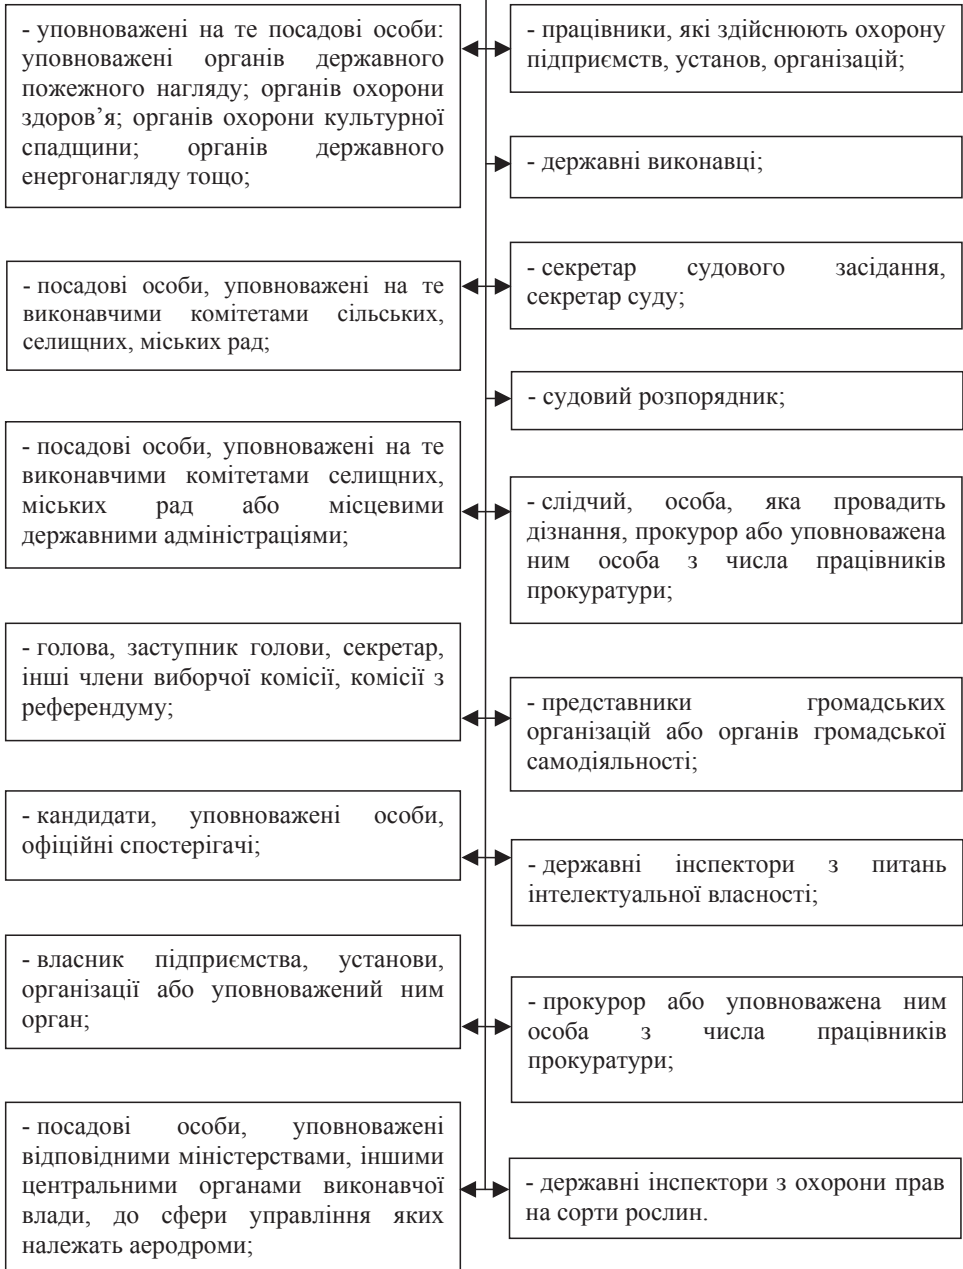 - уповноважені на те посадові особи:
уповноважені органів державного
пожежного нагляду; органів охорони
здоров’я; органів охорони культурної
спадщини; органів державного
енергонагляду тощо;
- посадові особи, уповноважені на те
виконавчими комітетами сільських,
селищних, міських рад;
- посадові особи, уповноважені на те
виконавчими комітетами селищних,
міських рад або місцевими
державними адміністраціями;
- голова, заступник голови, секретар,
інші члени виборчої комісії, комісії з
референдуму;
- кандидати, уповноважені особи,
офіційні спостерігачі;
- власник підприємства, установи,
організації або уповноважений ним
орган;
- посадові особи, уповноважені
відповідними міністерствами, іншими
центральними органами виконавчої
влади, до сфери управління яких
належать аеродроми;
- працівники, які здійснюють охорону
підприємств, установ, організацій;
- державні виконавці;
- секретар судового засідання,
секретар суду;
- судовий розпорядник;
- слідчий, особа, яка провадить
дізнання, прокурор або уповноважена
ним особа з числа працівників
прокуратури;
- представники громадських
організацій або органів громадської
самодіяльності;
- державні інспектори з питань
інтелектуальної власності;
- прокурор або уповноважена ним
особа з числа працівників
прокуратури;
- державні інспектори з охорони прав
на сорти рослин.